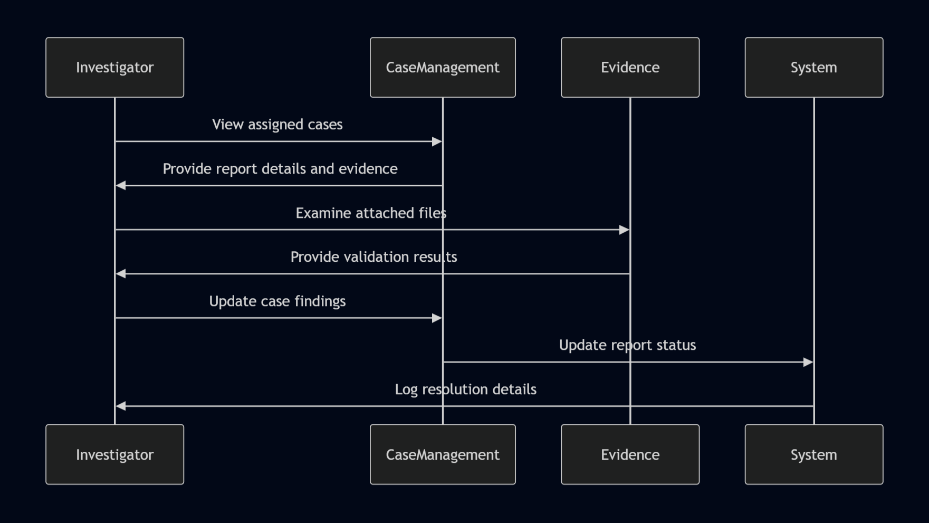 Investigator
CaseManagement
Evidence
System
View assigned cases
Provide report details and evidence
Examine attached files
Provide validation results
Update case findings
Update report status
Log resolution details
Investigator
CaseManagement
Evidence
System